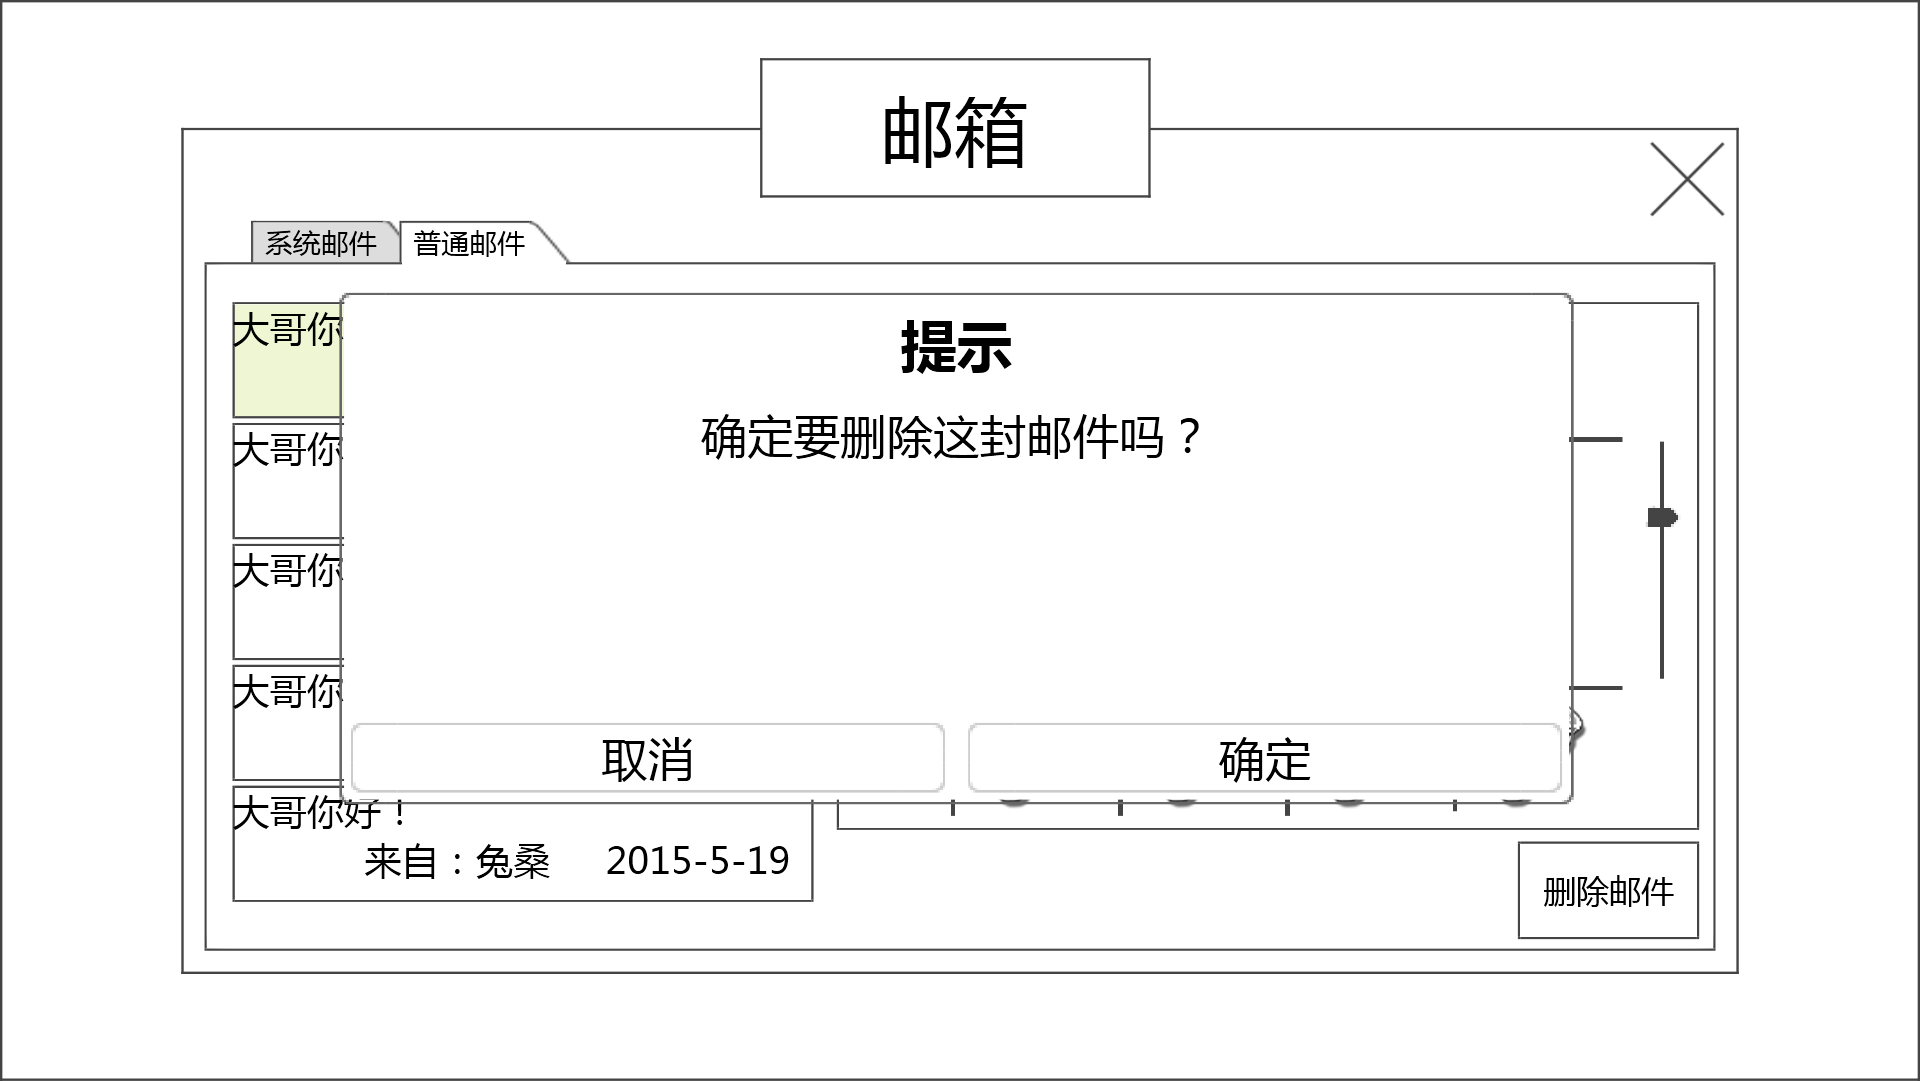 邮箱
系统邮件
普通邮件
提示
确定要删除这封邮件吗？
取消
确定
大哥你
大哥你
大哥你
大哥你
大哥你好！
来自：兔桑 2015-5-19
删除邮件